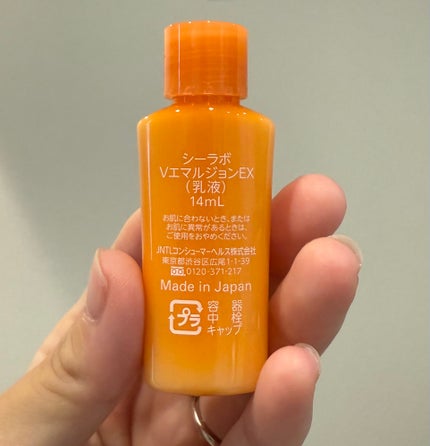 シーラボ
VエマルジョンEX
(乳液)
14mL
お肌に合わないとき、または
お肌に異常があるときは、
ご使用をおやめください。
JNTLコンシューマーヘルス株式会社
東京都渋谷区広尾1-1-39
0120-371-217
Made in Japan
プラ
容器
中栓
キャップ